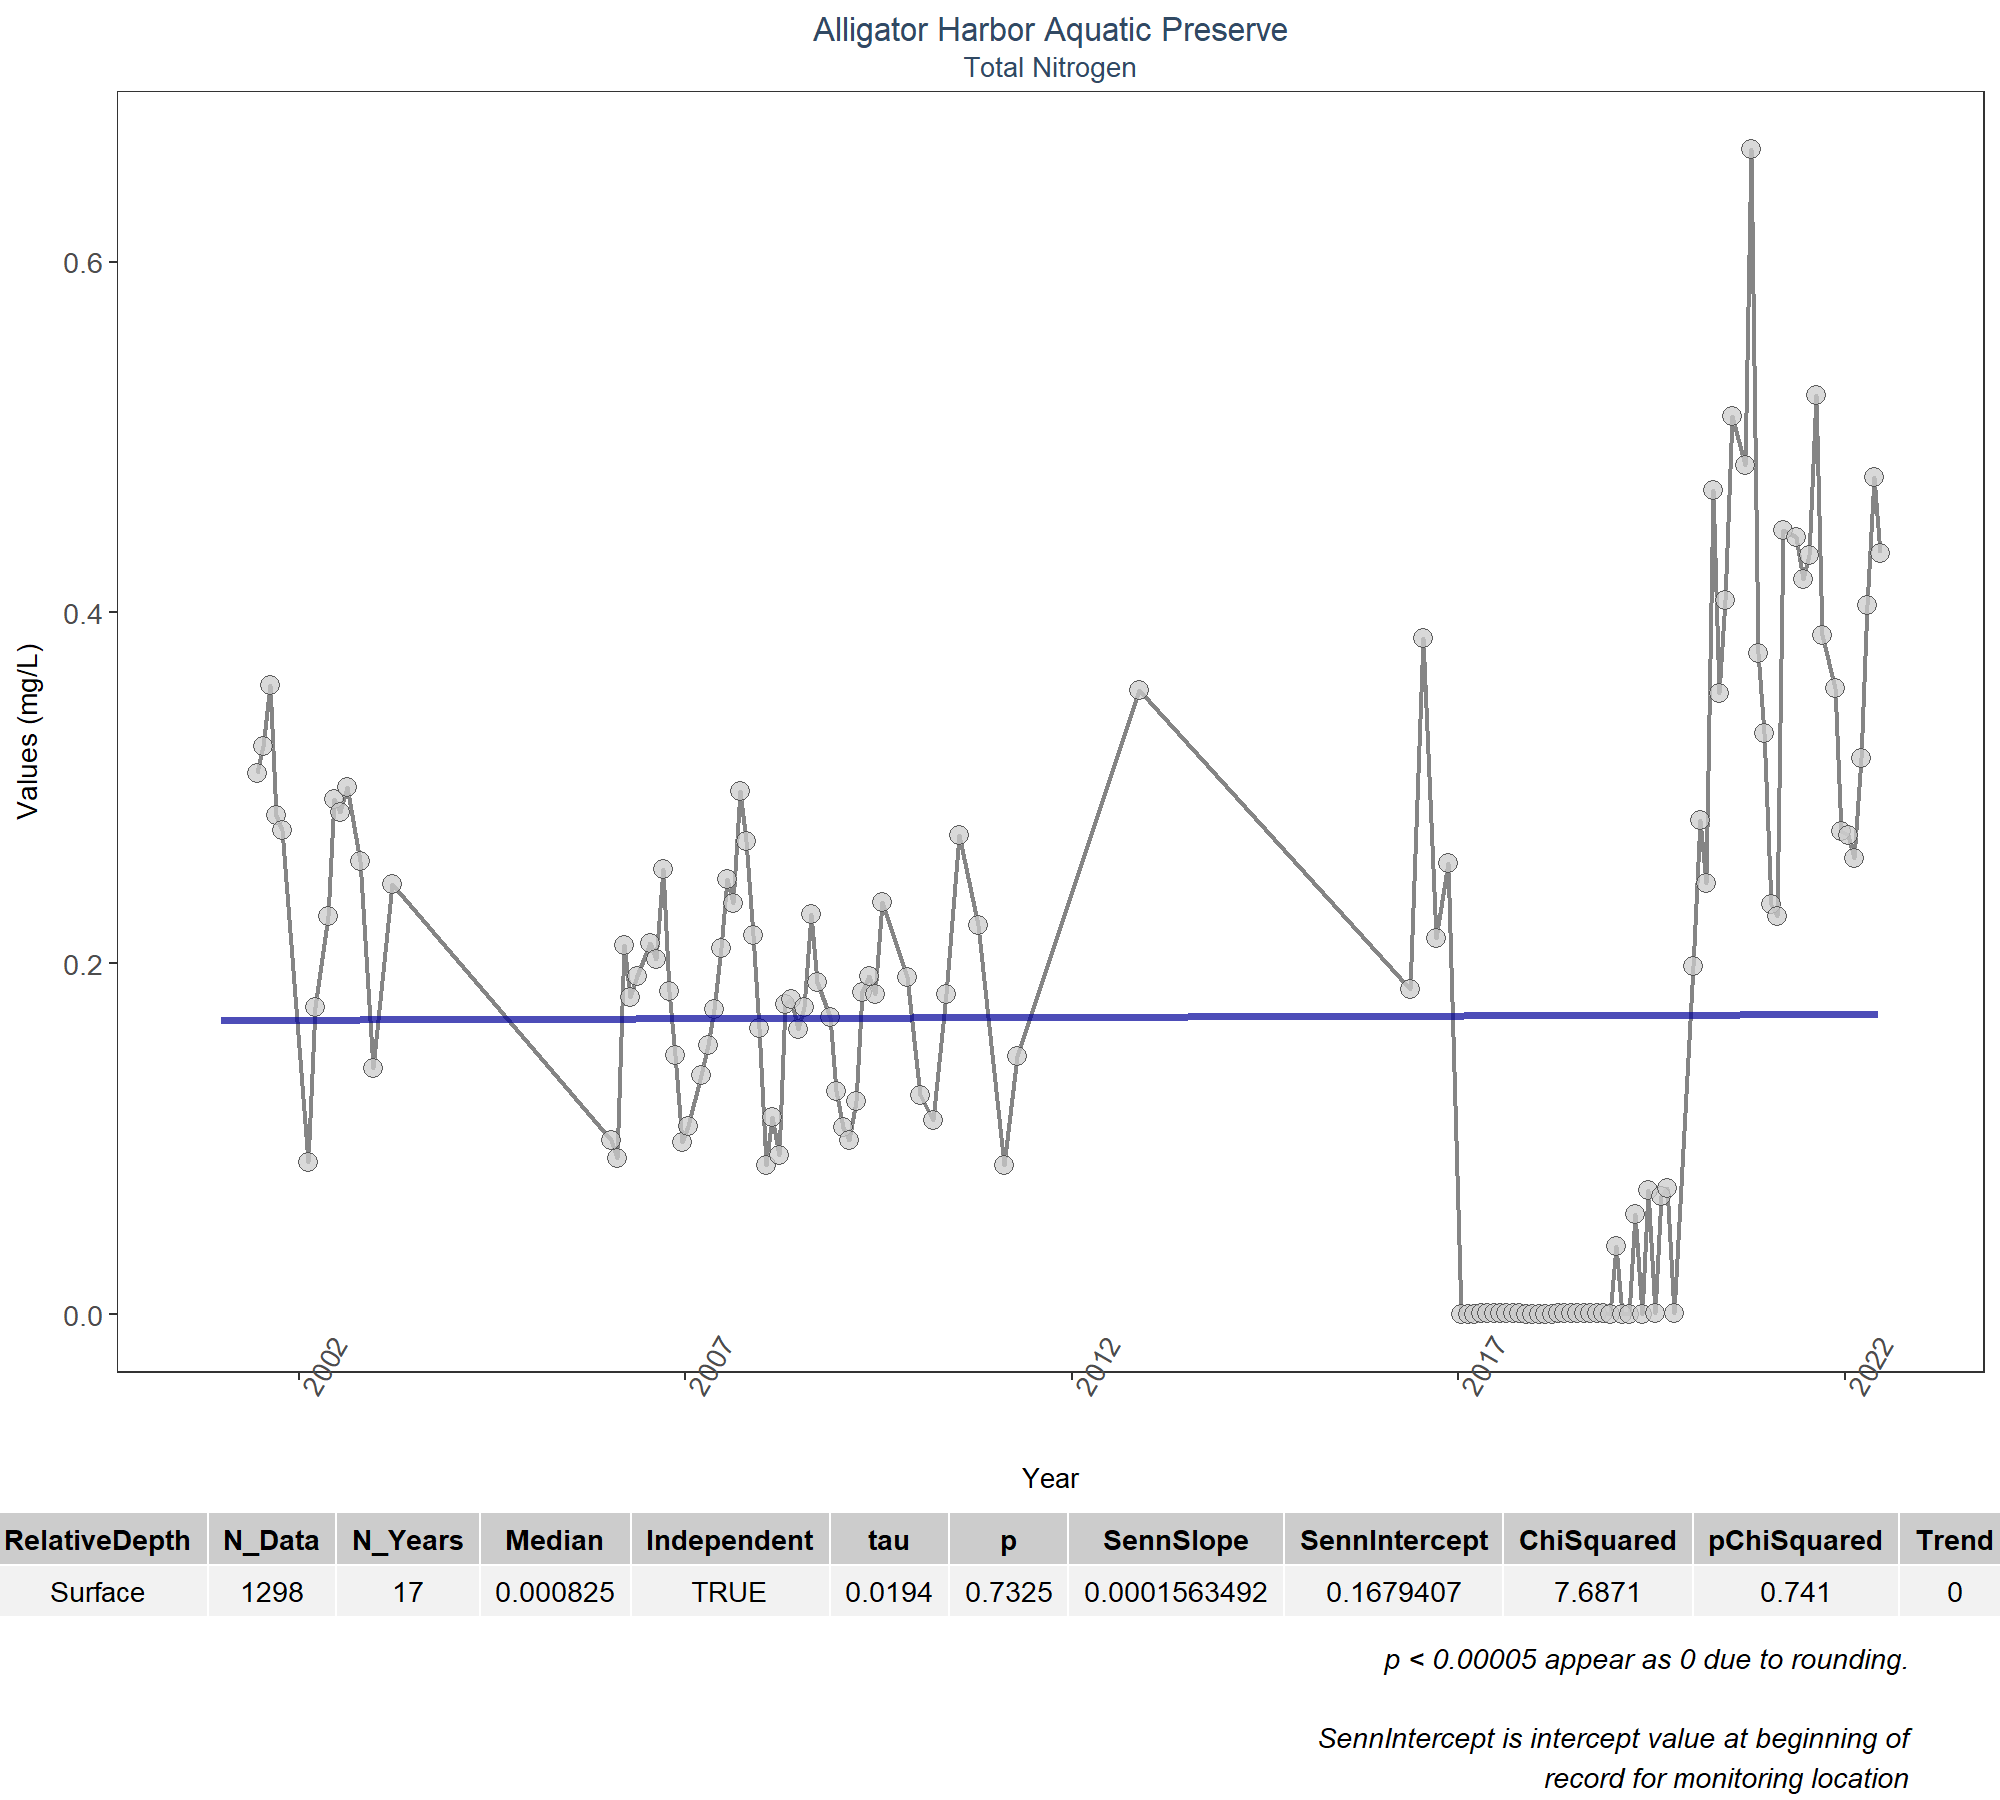 Alligator Harbor Aquatic Preserve
Total Nitrogen
Values (mg/L)
0.6
0.4
0.2
0.0
2002 2007 2012 2017 2022
Year
RelativeDepth N_Data N_Years Median Independent tau p SennSlope SennIntercept ChiSquared pChiSquared Trend
Surface 1298 17 0.000825 TRUE 0.0194 0.7325 0.0001563492 0.1679407 7.6871 0.741 0
p < 0.00005 appear as 0 due to rounding.
SennIntercept is intercept value at beginning of
record for monitoring location